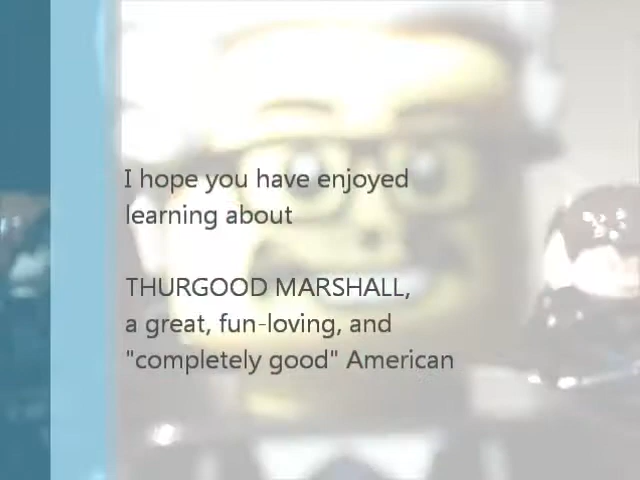 I hope you have enjoyed
learning about
THURGOOD MARSHALL,
a great, fun-loving, and
"completely good" American